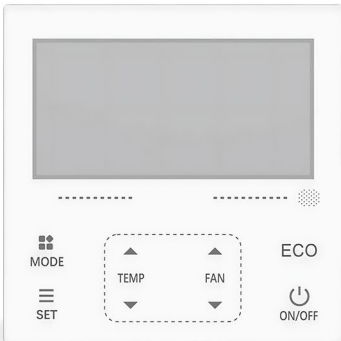 MODE
TEMP
FAN
ECO
SET
ON/OFF